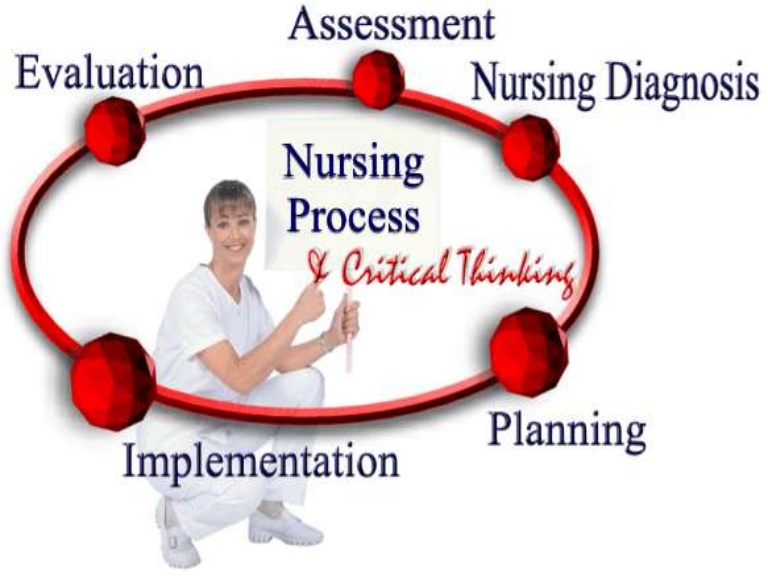 Assessment
Evaluation
Nursing Diagnosis
Nursing
Process
& Critical Thinking
Implementation
Planning